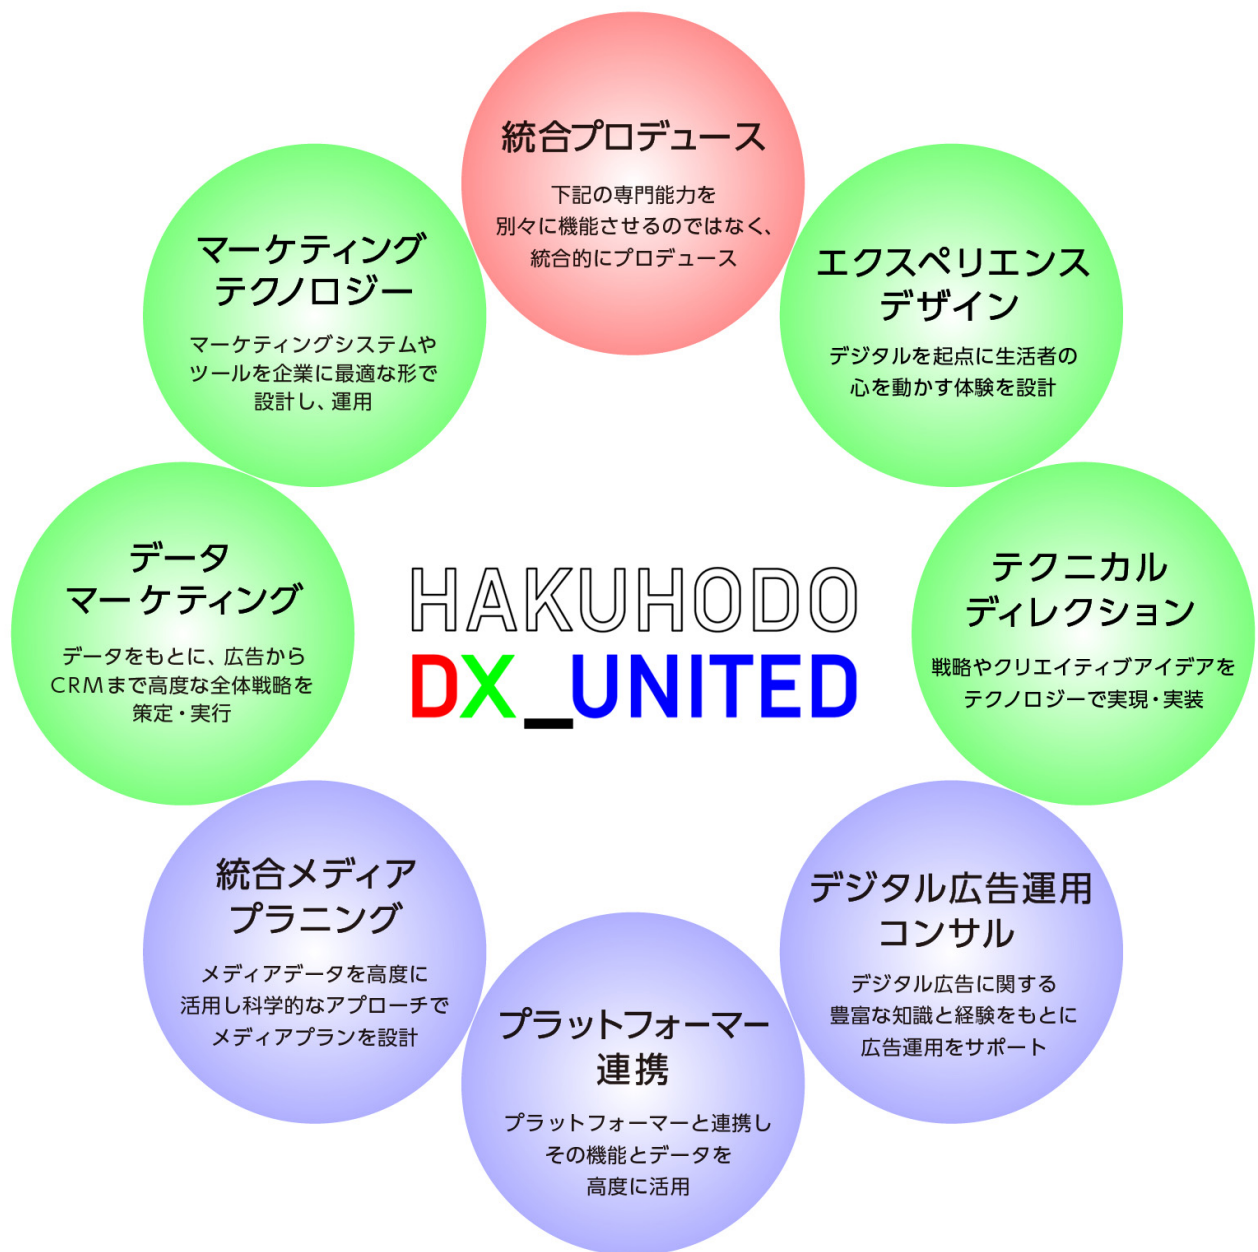 統合プロデュース
下記の専門能力を
別々に機能させるのではなく、
統合的にプロデュース
エクスペリエンス
デザイン
デジタルを起点に生活者の
心を動かす体験を設計
テクニカル
ディレクション
戦略やクリエイティブアイデアを
テクノロジーで実現・実装
デジタル広告運用
コンサル
デジタル広告に関する
豊富な知識と経験をもとに
広告運用をサポート
プラットフォーマー
連携
プラットフォーマーと連携し
その機能とデータを
高度に活用
統合メディア
プラニング
メディアデータを高度に
活用し科学的なアプローチで
メディアプランを設計
データ
マーケティング
データをもとに、広告から
CRMまで高度な全体戦略を
策定・実行
マーケティング
テクノロジー
マーケティングシステムや
ツールを企業に最適な形で
設計し、運用
HAKUHODO
DX_UNITED